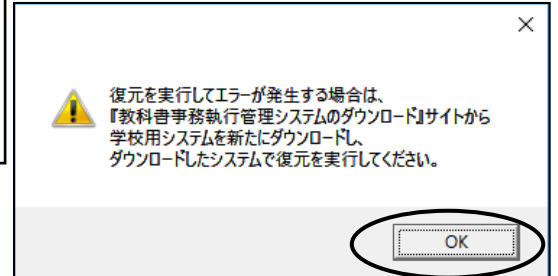 復元を実行してエラーが発生する場合は、
『教科書事務執行管理システムのダウンロード』サイトから
学校用システムを新たにダウンロードし、
ダウンロードしたシステムで復元を実行してください。
OK